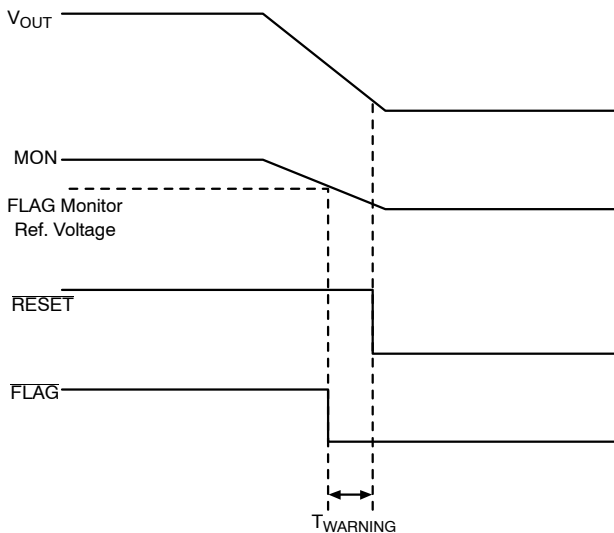 VOUT
MON
FLAG Monitor
Ref. Voltage
RESET
FLAG
TWARNING